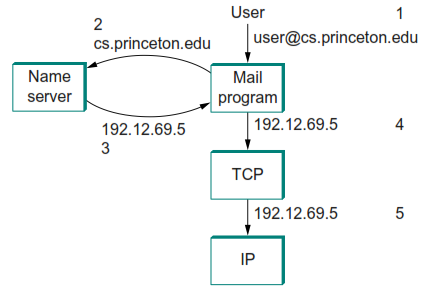 User 1
user@cs.princeton.edu
2
cs.princeton.edu
Name
server
Mail
program
192.12.69.5
3
192.12.69.5 4
TCP
192.12.69.5 5
IP